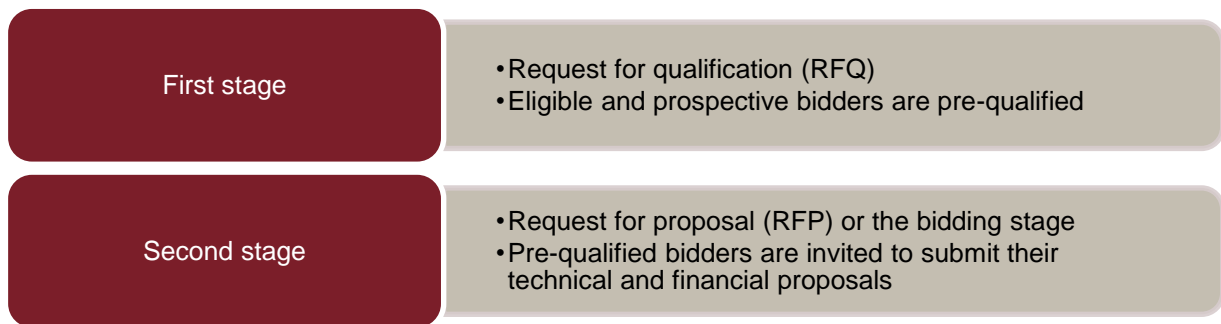 First stage
•Request for qualification (RFQ)
•Eligible and prospective bidders are pre-qualified
Second stage
•Request for proposal (RFP) or the bidding stage
•Pre-qualified bidders are invited to submit their
technical and financial proposals